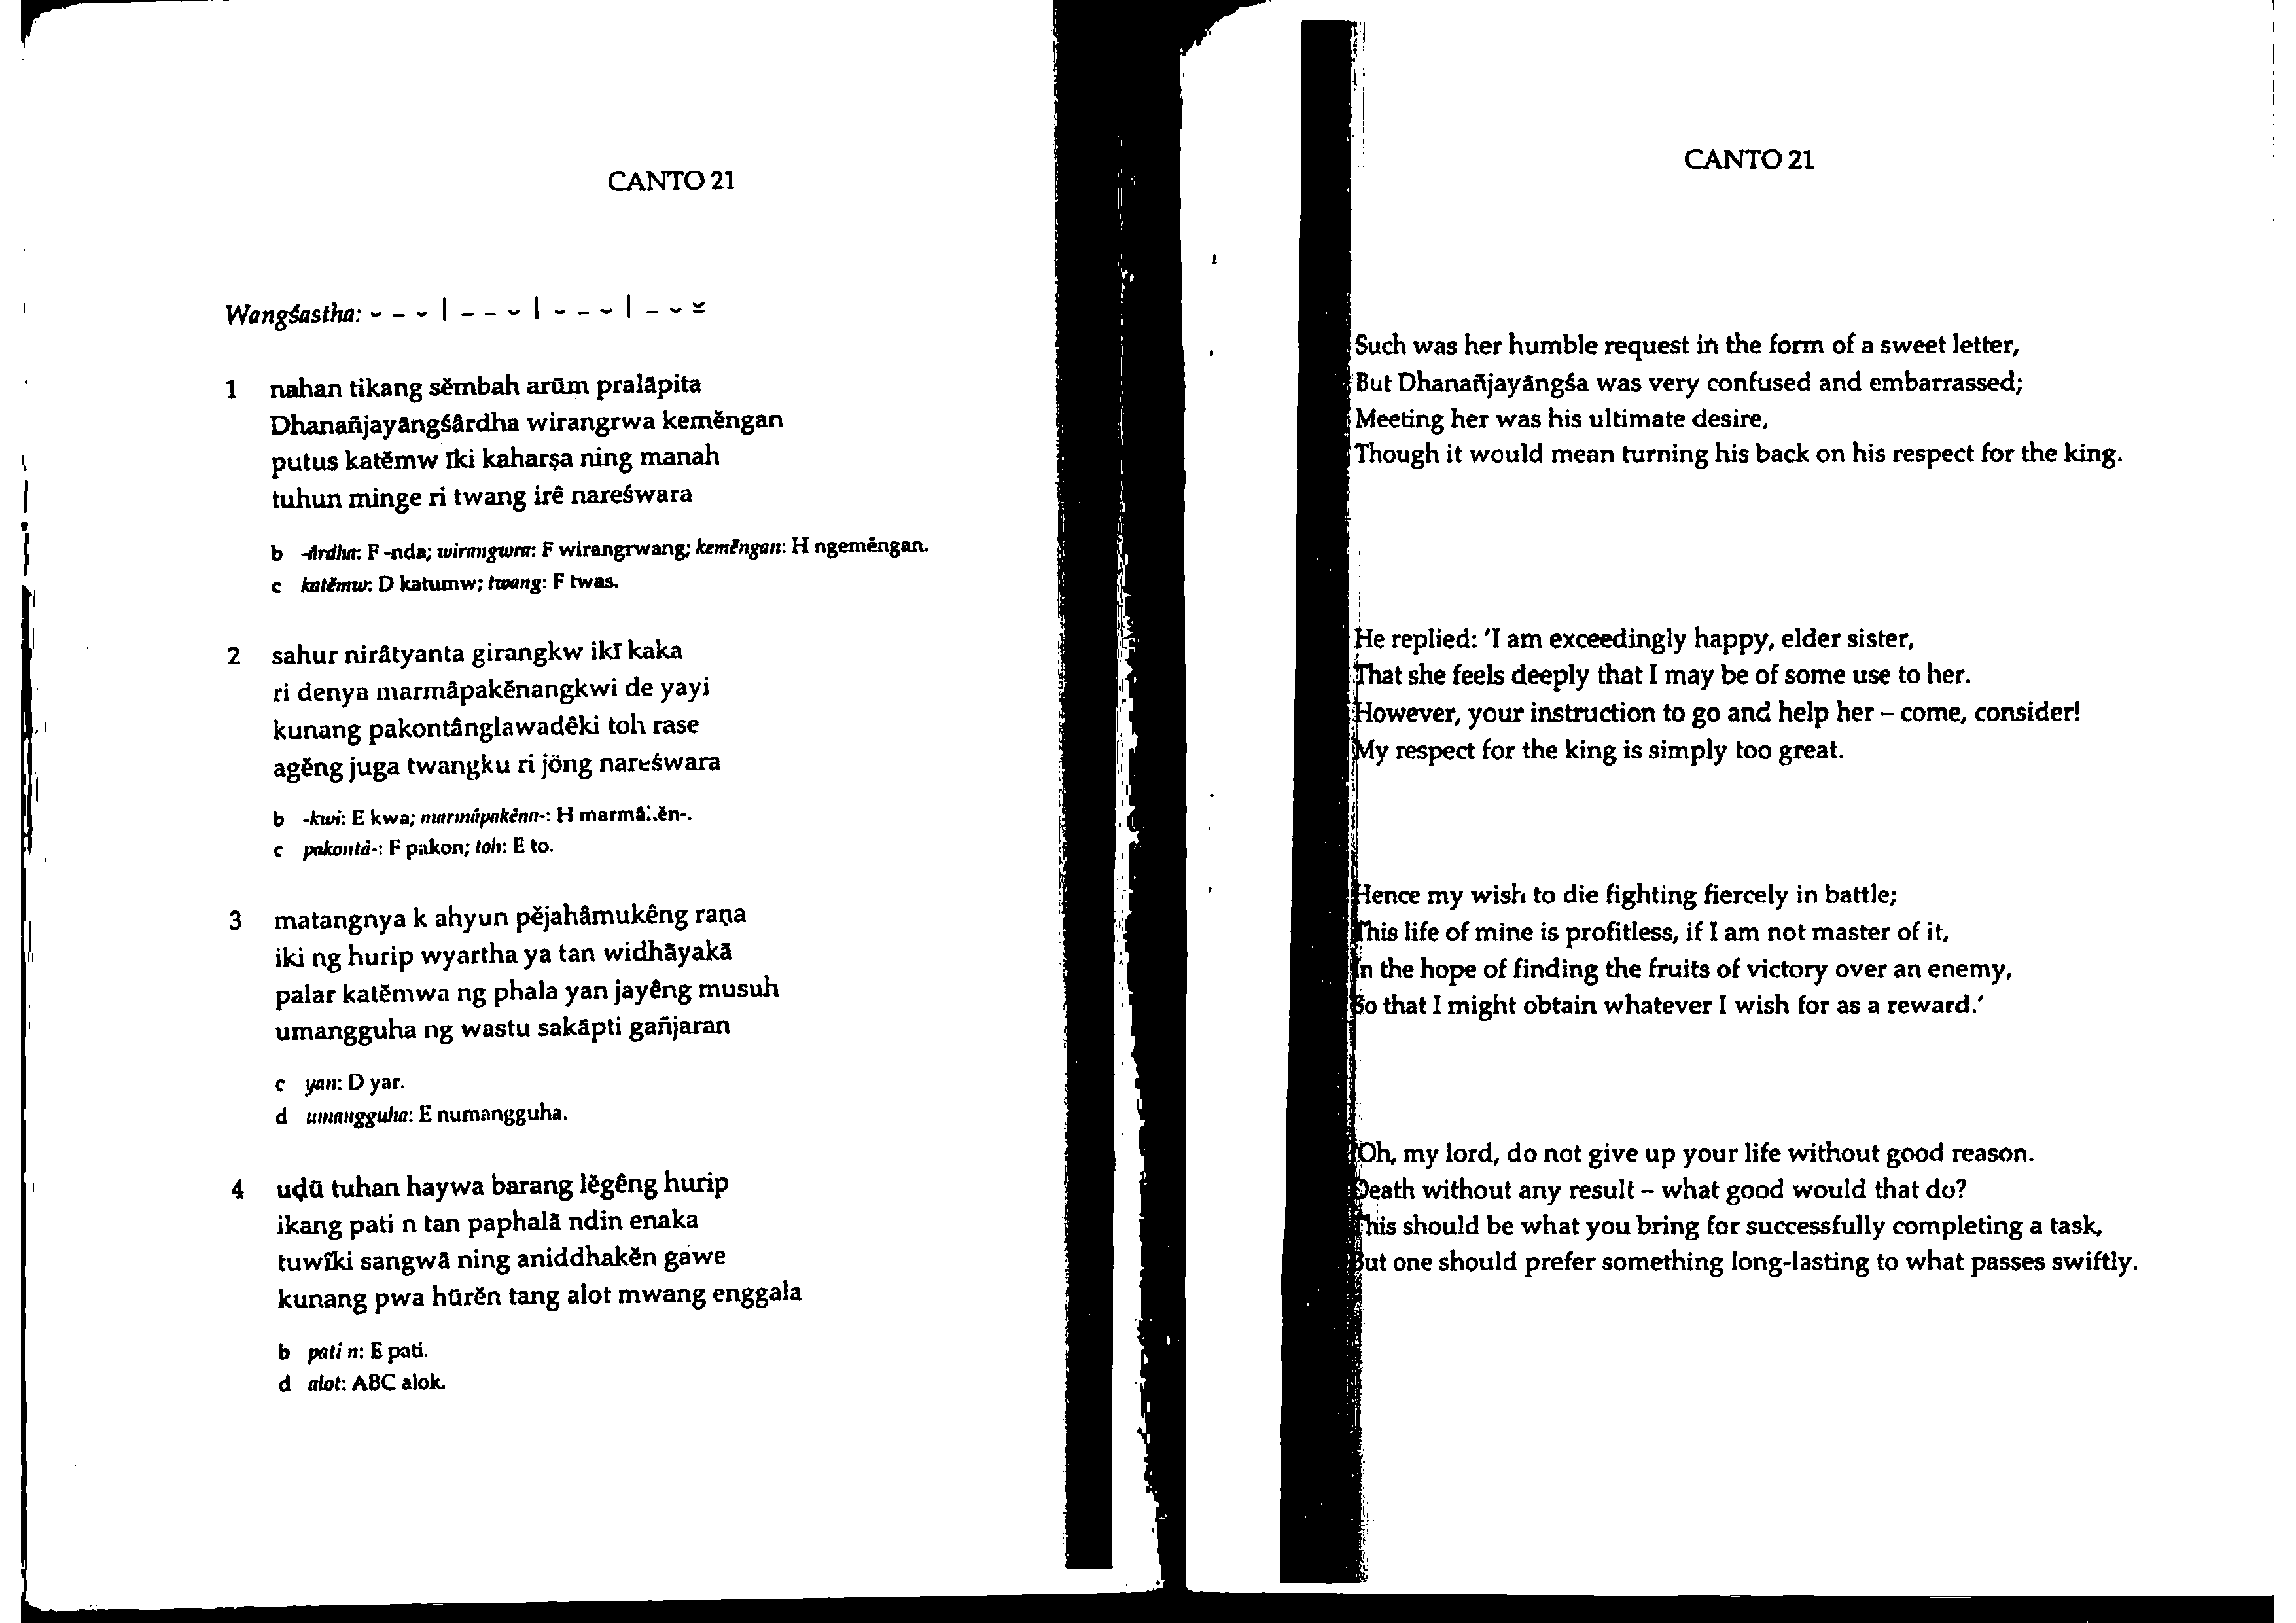 CANTO 21
Wangśastha: ⏑ – ⏑ | – – ⏑ | ⏑ – ⏑ | – ⏑ ⏓
1 nahan tikang sĕmbah arūm pralāpita
Dhanañjayāngśârdha wirangrwa kemĕngan
putus katĕmw īki kaharṣa ning manah
tuhun minge ri twang irê nareśwara
b -ârdha: F -nda; wirangwra: F wirangrwang; kemĕngan: H ngemĕngan.
c katĕmw: D katumw; twang: F twas.
2 sahur nirâtyanta girangkw ikī kaka
ri denya marmâpakĕnangkwi de yayi
kunang pakontânglawadêki toh rase
agĕng juga twangku ri jöng nareśwara
b -kwi: E kwa; marmâpakĕna-: H marmâ..ĕn-.
c pakontâ-: F pakon; toh: E to.
3 matangnya k ahyun pĕjahâmukêng raṇa
iki ng hurip wyartha ya tan widhāyakā
palar katĕmwa ng phala yan jayêng musuh
umangguha ng wastu sakāpti gañjaran
c yan: D yar.
d umangguha: E numangguha.
4 uḍū tuhan haywa barang lĕgêng hurip
ikang pati n tan paphalā ndin enaka
tuwîki sangwā ning aniddhakĕn gawe
kunang pwa hūrĕn tang alot mwang enggala
b pati n: E pati.
d alot: ABC alok.
CANTO 21
Such was her humble request in the form of a sweet letter,
But Dhanañjayāngśa was very confused and embarrassed;
Meeting her was his ultimate desire,
Though it would mean turning his back on his respect for the king.
He replied: ‘I am exceedingly happy, elder sister,
That she feels deeply that I may be of some use to her.
However, your instruction to go and help her – come, consider!
My respect for the king is simply too great.
Hence my wish to die fighting fiercely in battle;
This life of mine is profitless, if I am not master of it,
In the hope of finding the fruits of victory over an enemy,
So that I might obtain whatever I wish for as a reward.’
‘Oh, my lord, do not give up your life without good reason.
Death without any result – what good would that do?
This should be what you bring for successfully completing a task,
But one should prefer something long-lasting to what passes swiftly.